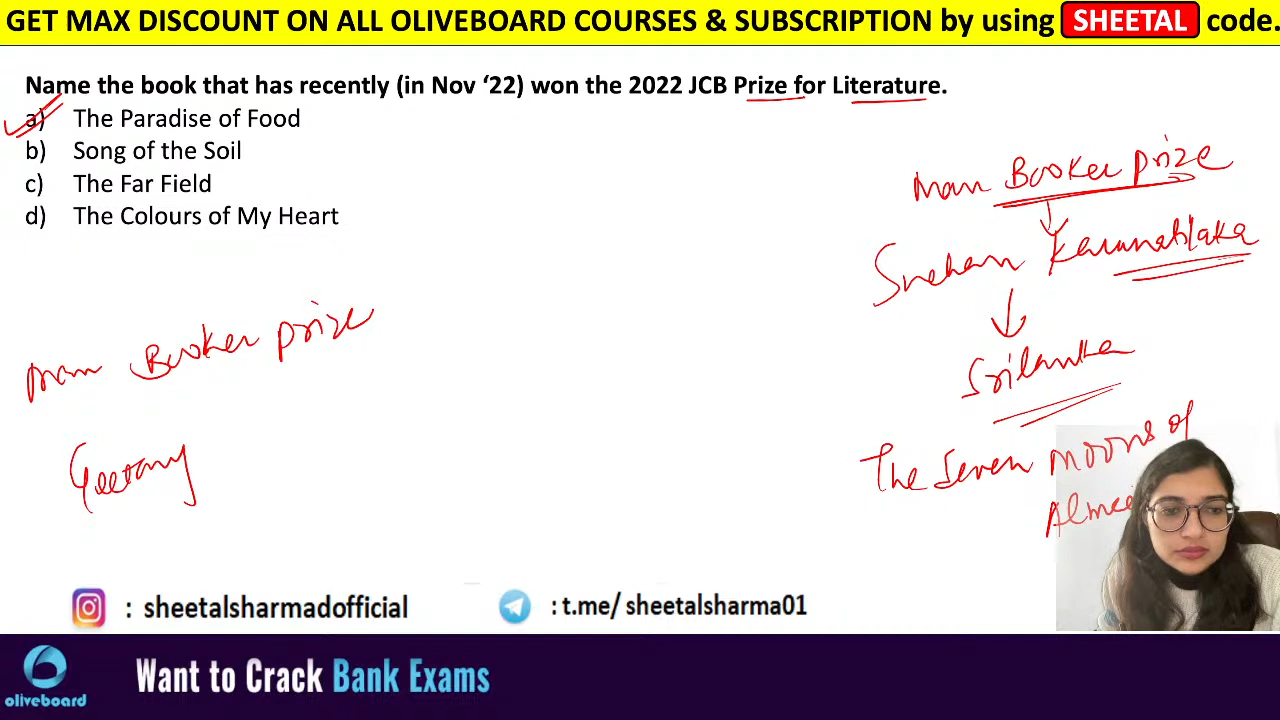 GET MAX DISCOUNT ON ALL OLIVEBOARD COURSES & SUBSCRIPTION by using SHEETAL code.
Name the book that has recently (in Nov ‘22) won the 2022 JCB Prize for Literature.
a) The Paradise of Food
b) Song of the Soil
c) The Far Field
d) The Colours of My Heart
Man Booker prize
Karunatilaka
Srilanka
The Seven Moons of
Man Booker prize
: sheetalsharmadofficial
: t.me/ sheetalsharma01
oliveboard
Want to Crack Bank Exams